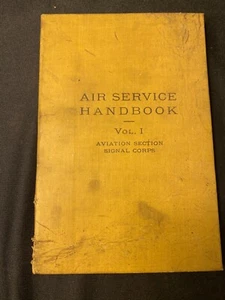 AIR SERVICE
HANDBOOK
VOL. I
AVIATION SECTION
SIGNAL CORPS